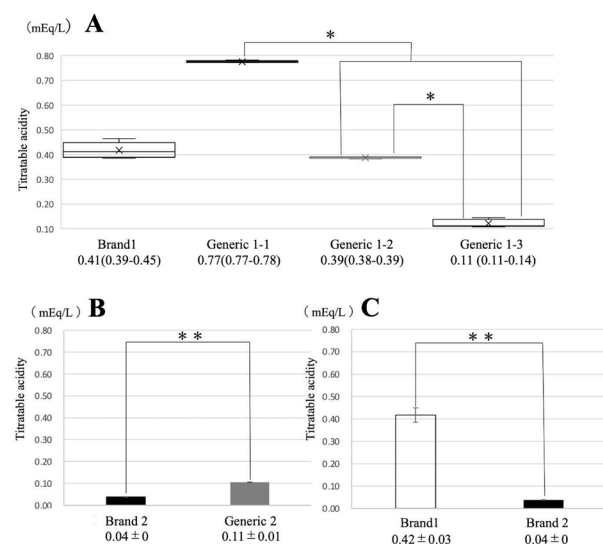 (mEq/L) A
*
0.80
0.70
0.60
0.50
0.40
0.30
0.20
0.10
Titratable acidity
*
Brand1 Generic 1-1 Generic 1-2 Generic 1-3
0.41(0.39-0.45) 0.77(0.77-0.78) 0.39(0.38-0.39) 0.11 (0.11-0.14)
(mEq/L) B
0.80
0.70
0.60
0.50
0.40
0.30
0.20
0.10
0.00
Titratable acidity
* *
Brand 2 Generic 2
0.04 ± 0 0.11 ± 0.01
(mEq/L) C
0.80
0.70
0.60
0.50
0.40
0.30
0.20
0.10
0.00
Titratable acidity
* *
Brand1 Brand 2
0.42 ± 0.03 0.04 ± 0